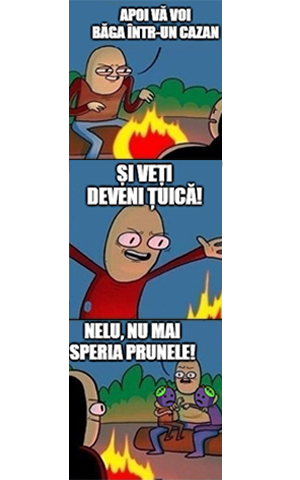 APOI VĂ VOI
BĂGA ÎNTR-UN CAZAN
ȘI VEȚI
DEVENI ȚUICĂ!
NELU, NU MAI
SPERIA PRUNELE!